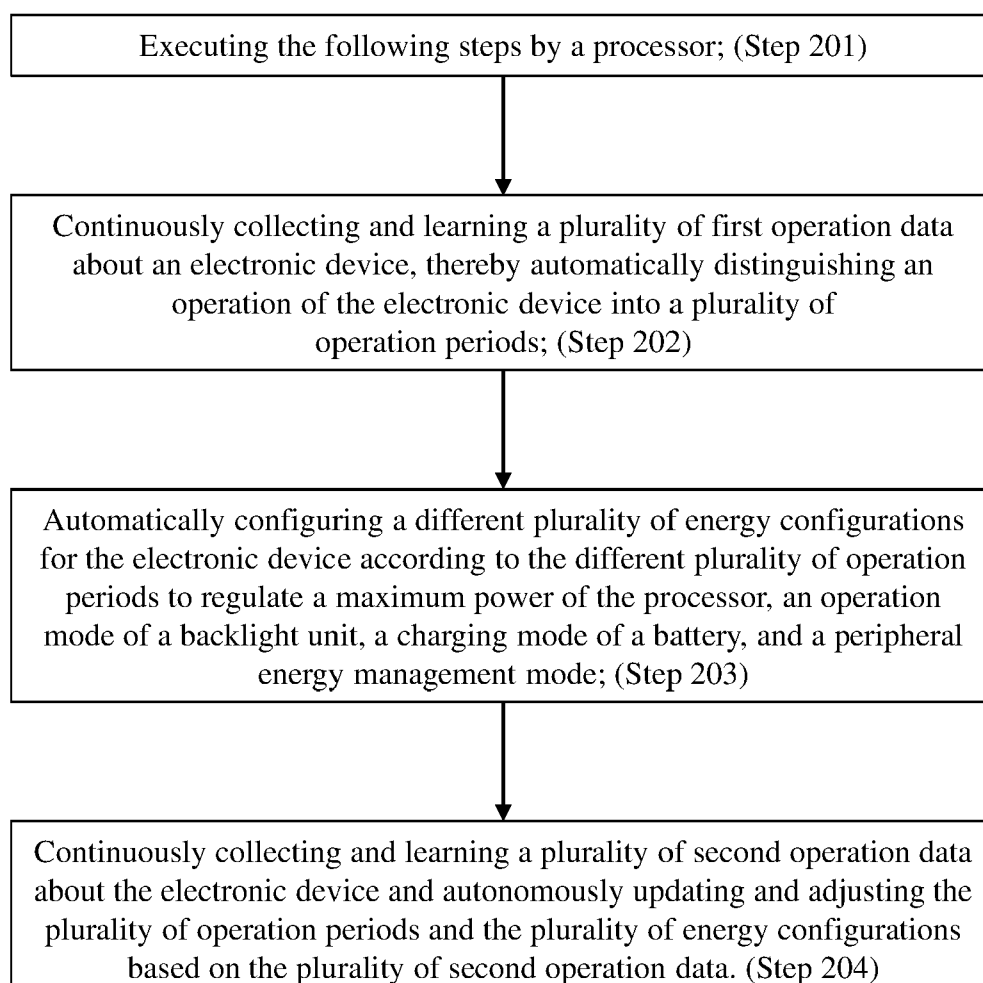 Executing the following steps by a processor; (Step 201)
Continuously collecting and learning a plurality of first operation data
about an electronic device, thereby automatically distinguishing an
operation of the electronic device into a plurality of
operation periods; (Step 202)
Automatically configuring a different plurality of energy configurations
for the electronic device according to the different plurality of operation
periods to regulate a maximum power of the processor, an operation
mode of a backlight unit, a charging mode of a battery, and a peripheral
energy management mode; (Step 203)
Continuously collecting and learning a plurality of second operation data
about the electronic device and autonomously updating and adjusting the
plurality of operation periods and the plurality of energy configurations
based on the plurality of second operation data. (Step 204)